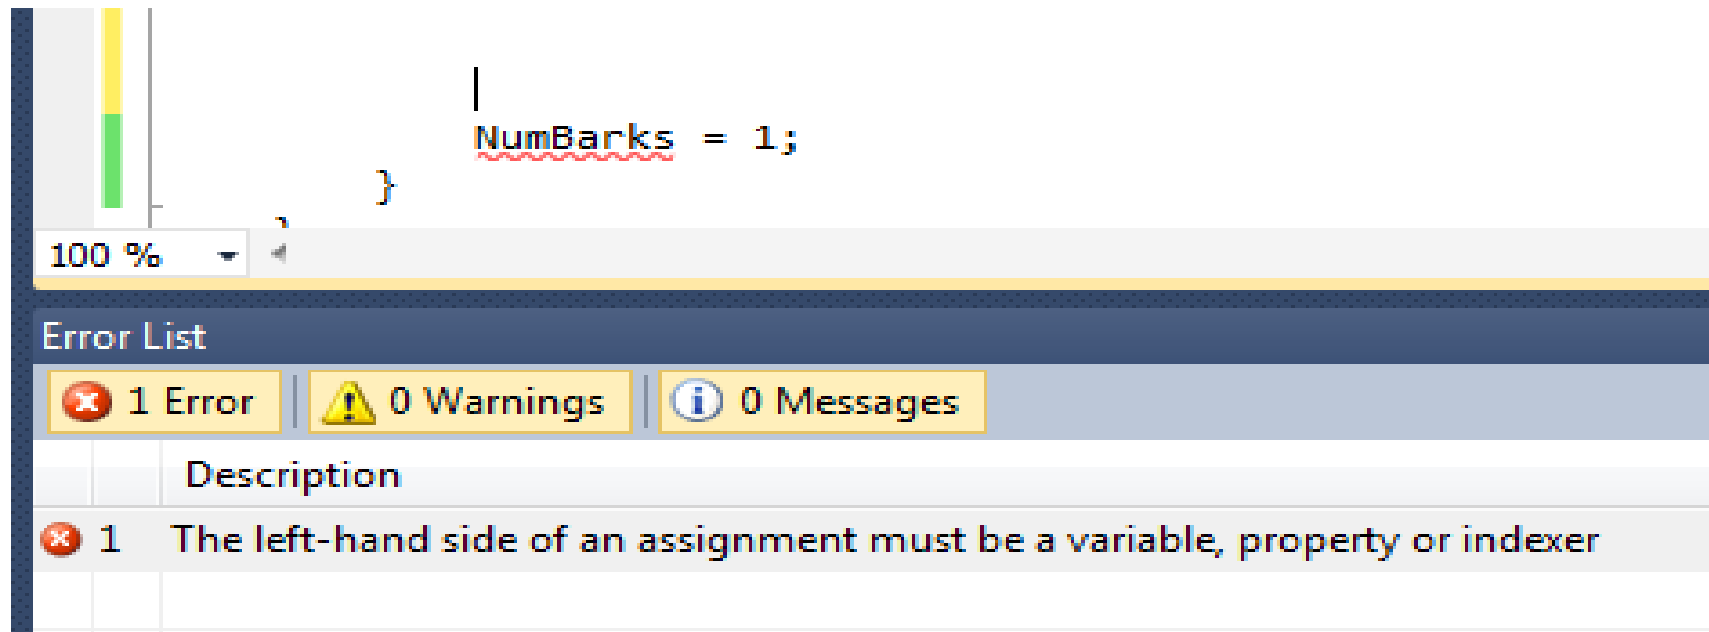 NumBarks = 1;
}
100 %
Error List
1 Error 0 Warnings 0 Messages
Description
1 The left-hand side of an assignment must be a variable, property or indexer